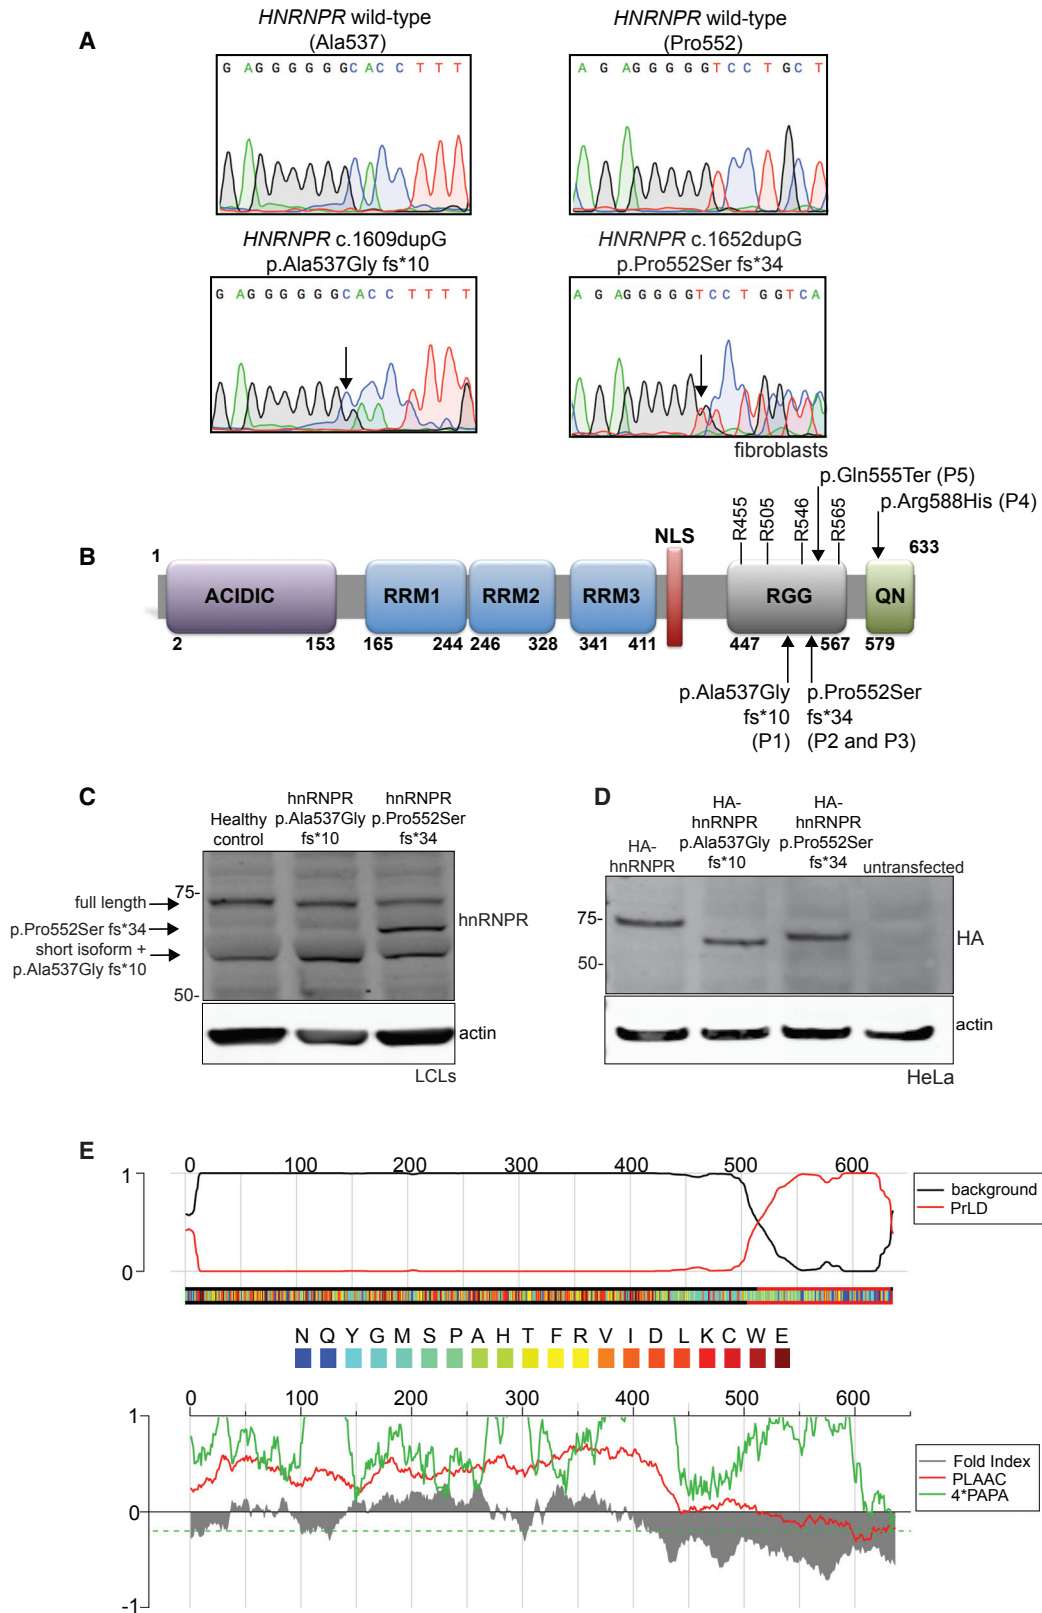 A
HNRNPR wild-type
(Ala537)
HNRNPR wild-type
(Pro552)
G AGGGGGGCACC TTT
A G AGGGGGTCCTGCT
HNRNPR c.1609dupG
p.Ala537Gly fs*10
HNRNPR c.1652dupG
p.Pro552Ser fs*34
G AGGGGGGCACC TTTT
A GAGGGGGTCCTGGTCA
fibroblasts
p.Gln555Ter (P5)
p.Arg588His (P4)
B
1
NLS
R455
R505
R546
R565
633
ACIDIC
RRM1
RRM2
RRM3
RGG
QN
2
153
165
244
246
328
341
411
447
567
579
p.Ala537Gly
fs*10
(P1)
p.Pro552Ser
fs*34
(P2 and P3)
C
Healthy
control
hnRNPR
p.Ala537Gly
fs*10
hnRNPR
p.Pro552Ser
fs*34
75-
full length
p.Pro552Ser fs*34
short isoform +
p.Ala537Gly fs*10
50-
hnRNPR
actin
LCLs
D
HA-
hnRNPR
HA-
hnRNPR
p.Ala537Gly
fs*10
HA-
hnRNPR
p.Pro552Ser
fs*34
untransfected
75-
50-
HA
actin
HeLa
E
0 100 200 300 400 500 600
1
0
background
PrLD
N Q Y G M S P A H T F R V I D L K C W E
0 100 200 300 400 500 600
1
0
-1
Fold Index
PLAAC
4*PAPA